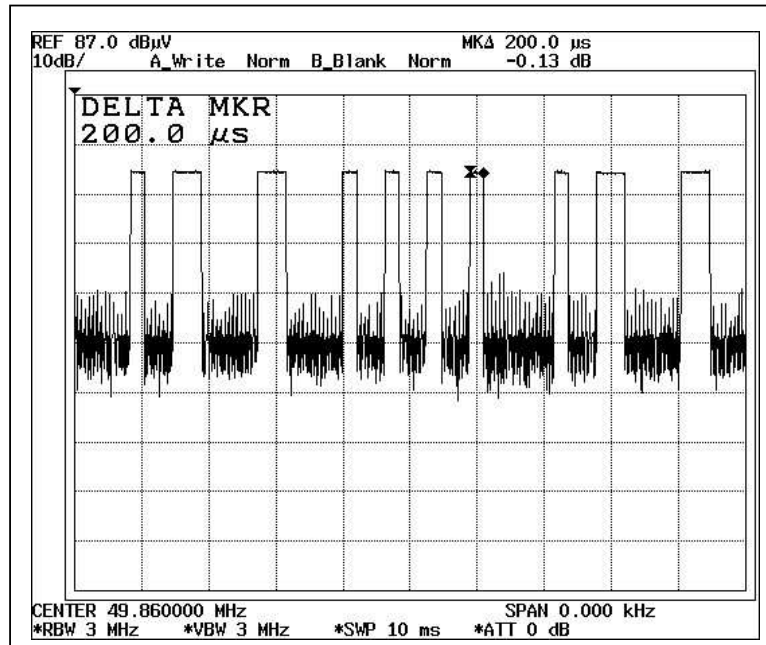 REF 87.0 dBµV MKΔ 200.0 µs
10dB/ A_Write Norm B_Blank Norm -0.13 dB
DELTA MKR
200.0 µs
CENTER 49.860000 MHz SPAN 0.000 kHz
*RBW 3 MHz *VBW 3 MHz *SWP 10 ms *ATT 0 dB